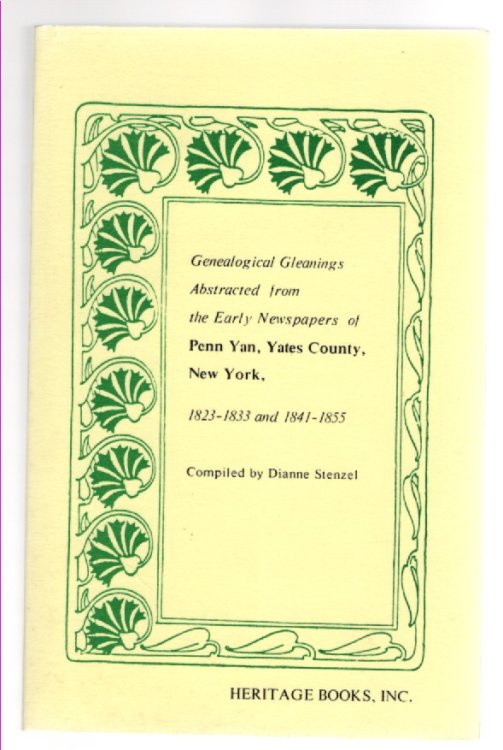 Genealogical Gleanings
Abstracted from
the Early Newspapers of
Penn Yan, Yates County,
New York,
1823-1833 and 1841-1855
Compiled by Dianne Stenzel
HERITAGE BOOKS, INC.